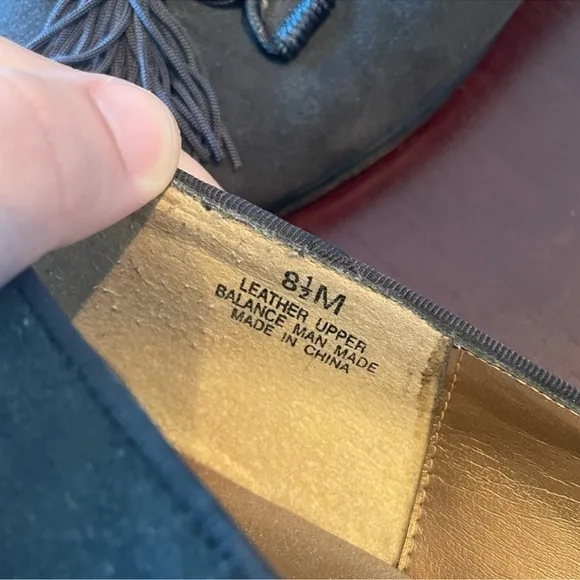 8½M
LEATHER UPPER
BALANCE MAN MADE
MADE IN CHINA